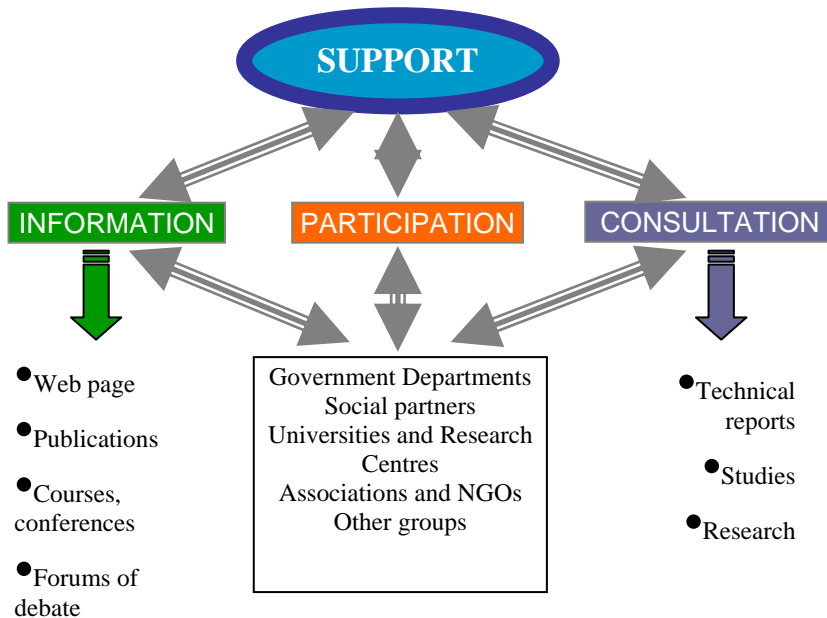 SUPPORT
INFORMATION
PARTICIPATION
CONSULTATION
●Web page
●Publications
●Courses,
conferences
●Forums of
debate
Government Departments
Social partners
Universities and Research
Centres
Associations and NGOs
Other groups
●Technical
reports
●Studies
●Research